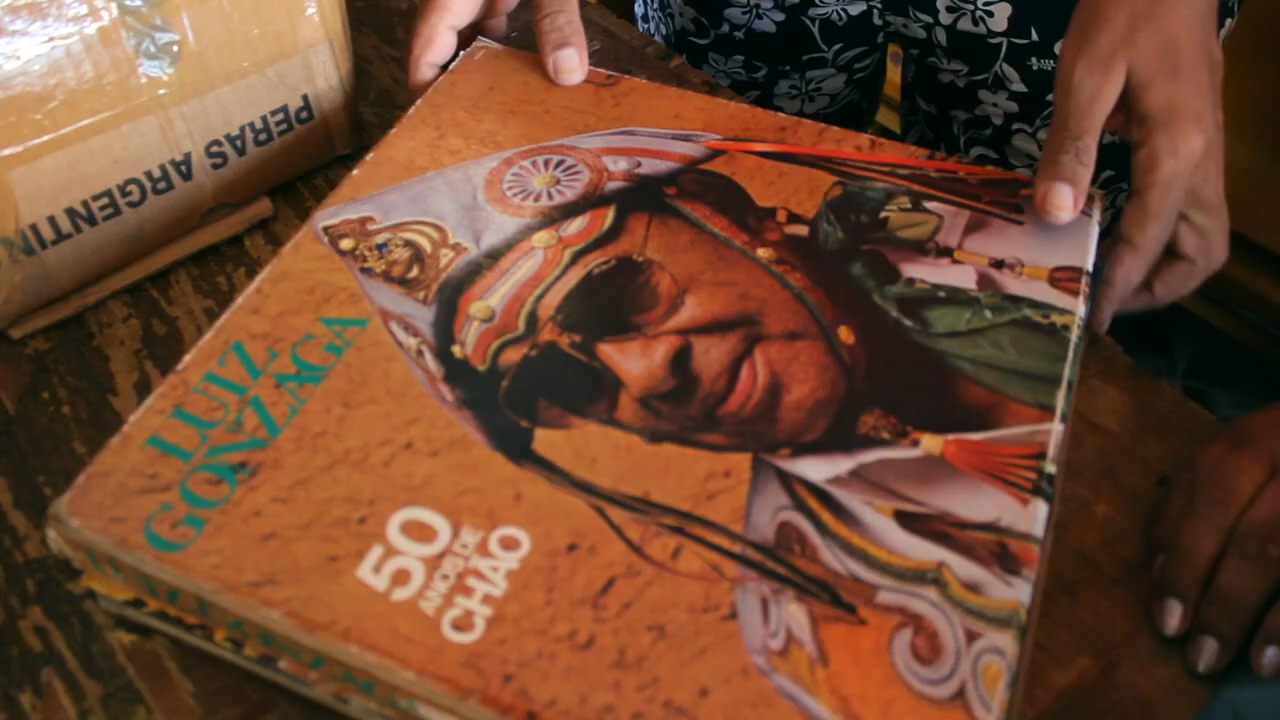 PERAS ARGENTIN
LUIZ
GONZAGA
50
ANOS DE
CHÃO